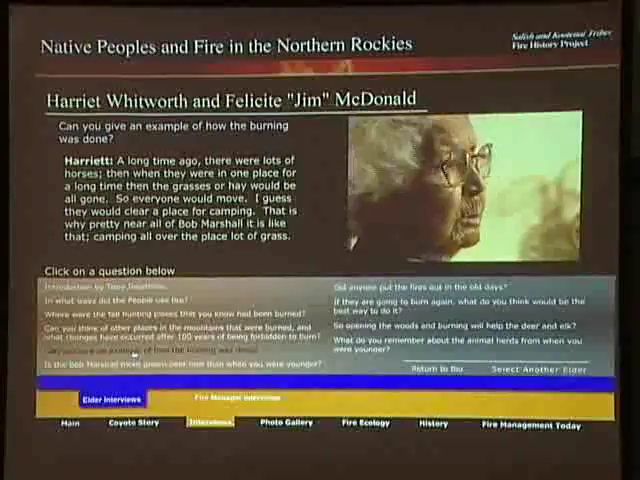 Native Peoples and Fire in the Northern Rockies
Salish and Kootenai Tribes
Fire History Project
Harriet Whitworth and Felicite "Jim" McDonald
Can you give an example of how the burning
was done?
Harriett: A long time ago, there were lots of
horses; then when they were in one place for
a long time then the grasses or hay would be
all gone. So everyone would move. I guess
they would clear a place for camping. That is
why pretty near all of Bob Marshall it is like
that; camping all over the place lot of grass.
Click on a question below
Introduction by Tony
In what ways did the People use fire?
Where were the fall hunting places that you know had been burned?
Can you think of other places in the mountains that were burned, and
what changes have occurred after 100 years of being forbidden to burn?
example of how the burning was done?
Is the Bob Marshall more green over now than when you were younger?
Did anyone put the fires out in the old days?
If they are going to burn again, what do you think would be the
best way to do it?
So opening the woods and burning will help the deer and elk?
What do you remember about the animal herds from when you
were younger?
Return to Bio
Select Another Elder
Elder Interviews
Fire Manager Interviews
Main
Coyote Story
Interviews
Photo Gallery
Fire Ecology
History
Fire Management Today